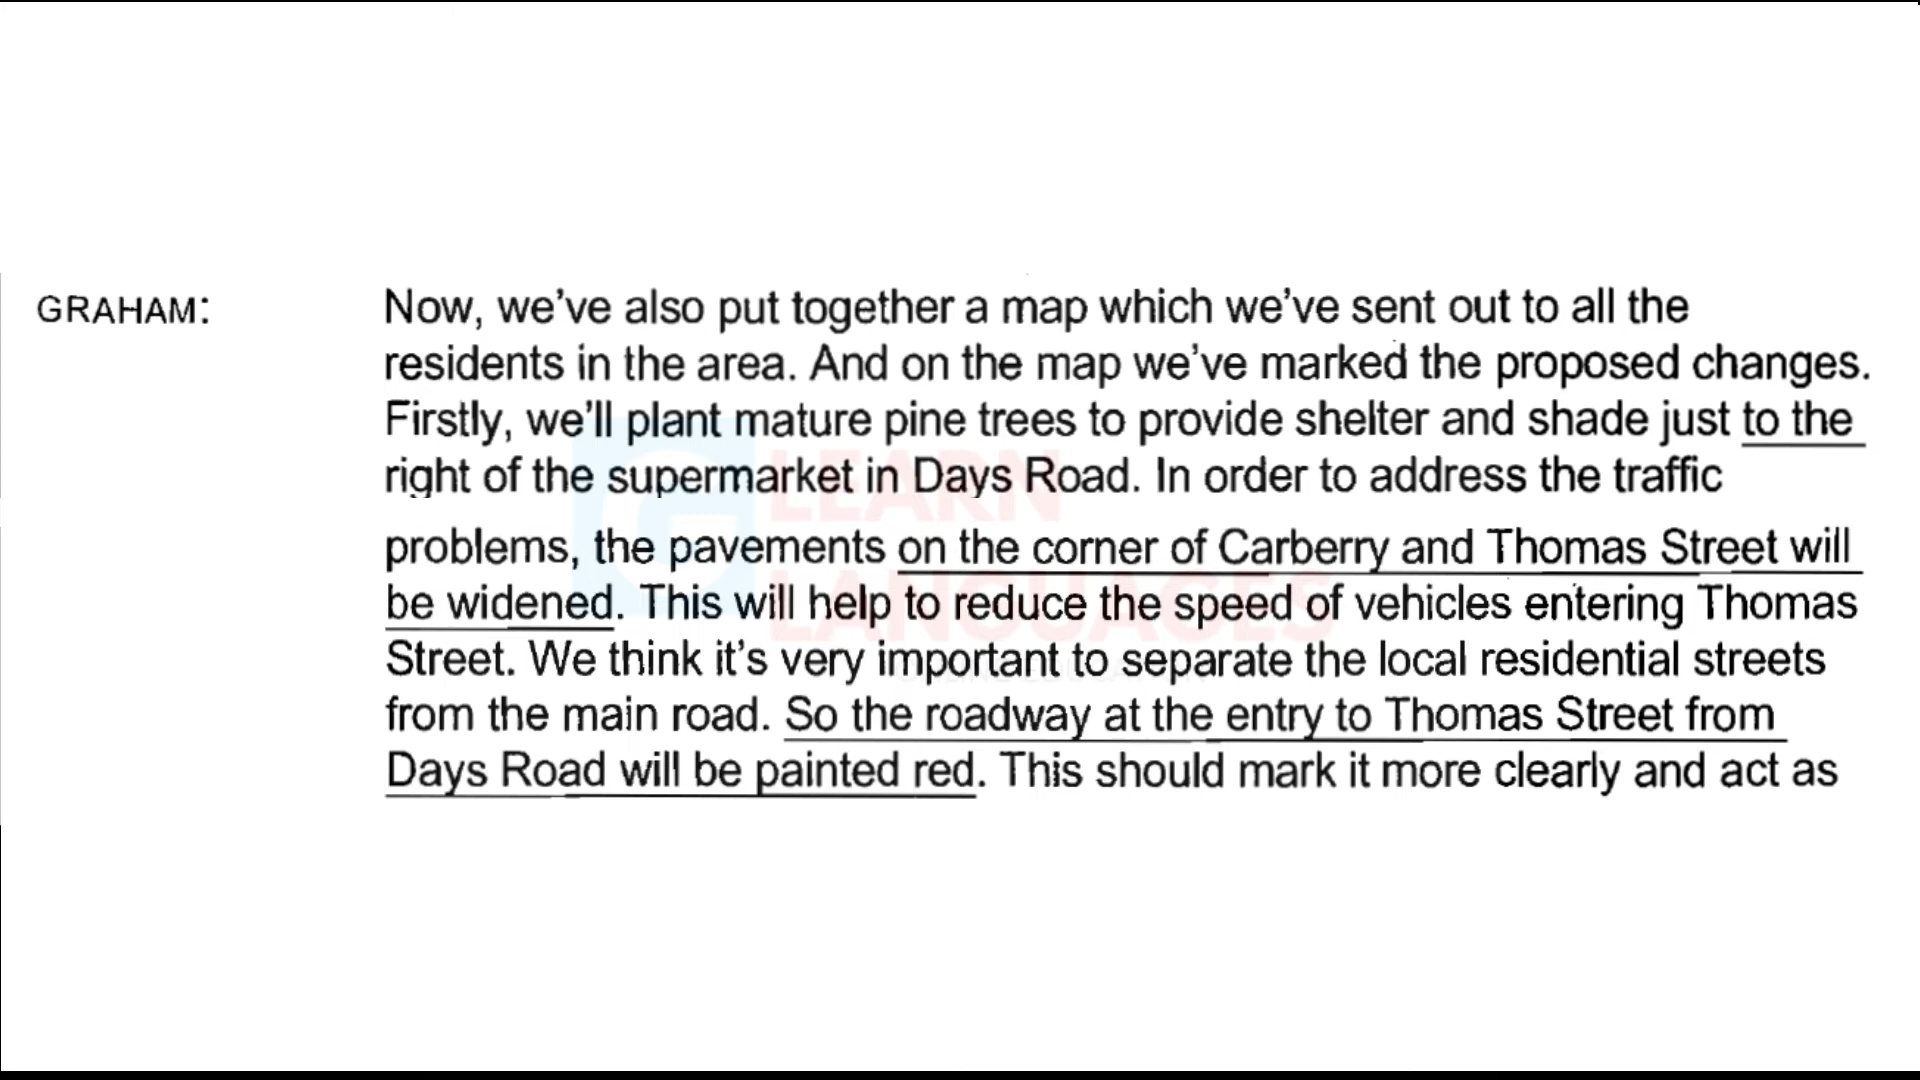 GRAHAM: Now, we've also put together a map which we've sent out to all the
residents in the area. And on the map we've marked the proposed changes.
Firstly, we'll plant mature pine trees to provide shelter and shade just to the
right of the supermarket in Days Road. In order to address the traffic
problems, the pavements on the corner of Carberry and Thomas Street will
be widened. This will help to reduce the speed of vehicles entering Thomas
Street. We think it's very important to separate the local residential streets
from the main road. So the roadway at the entry to Thomas Street from
Days Road will be painted red. This should mark it more clearly and act as
LEARN
LANGUAGES